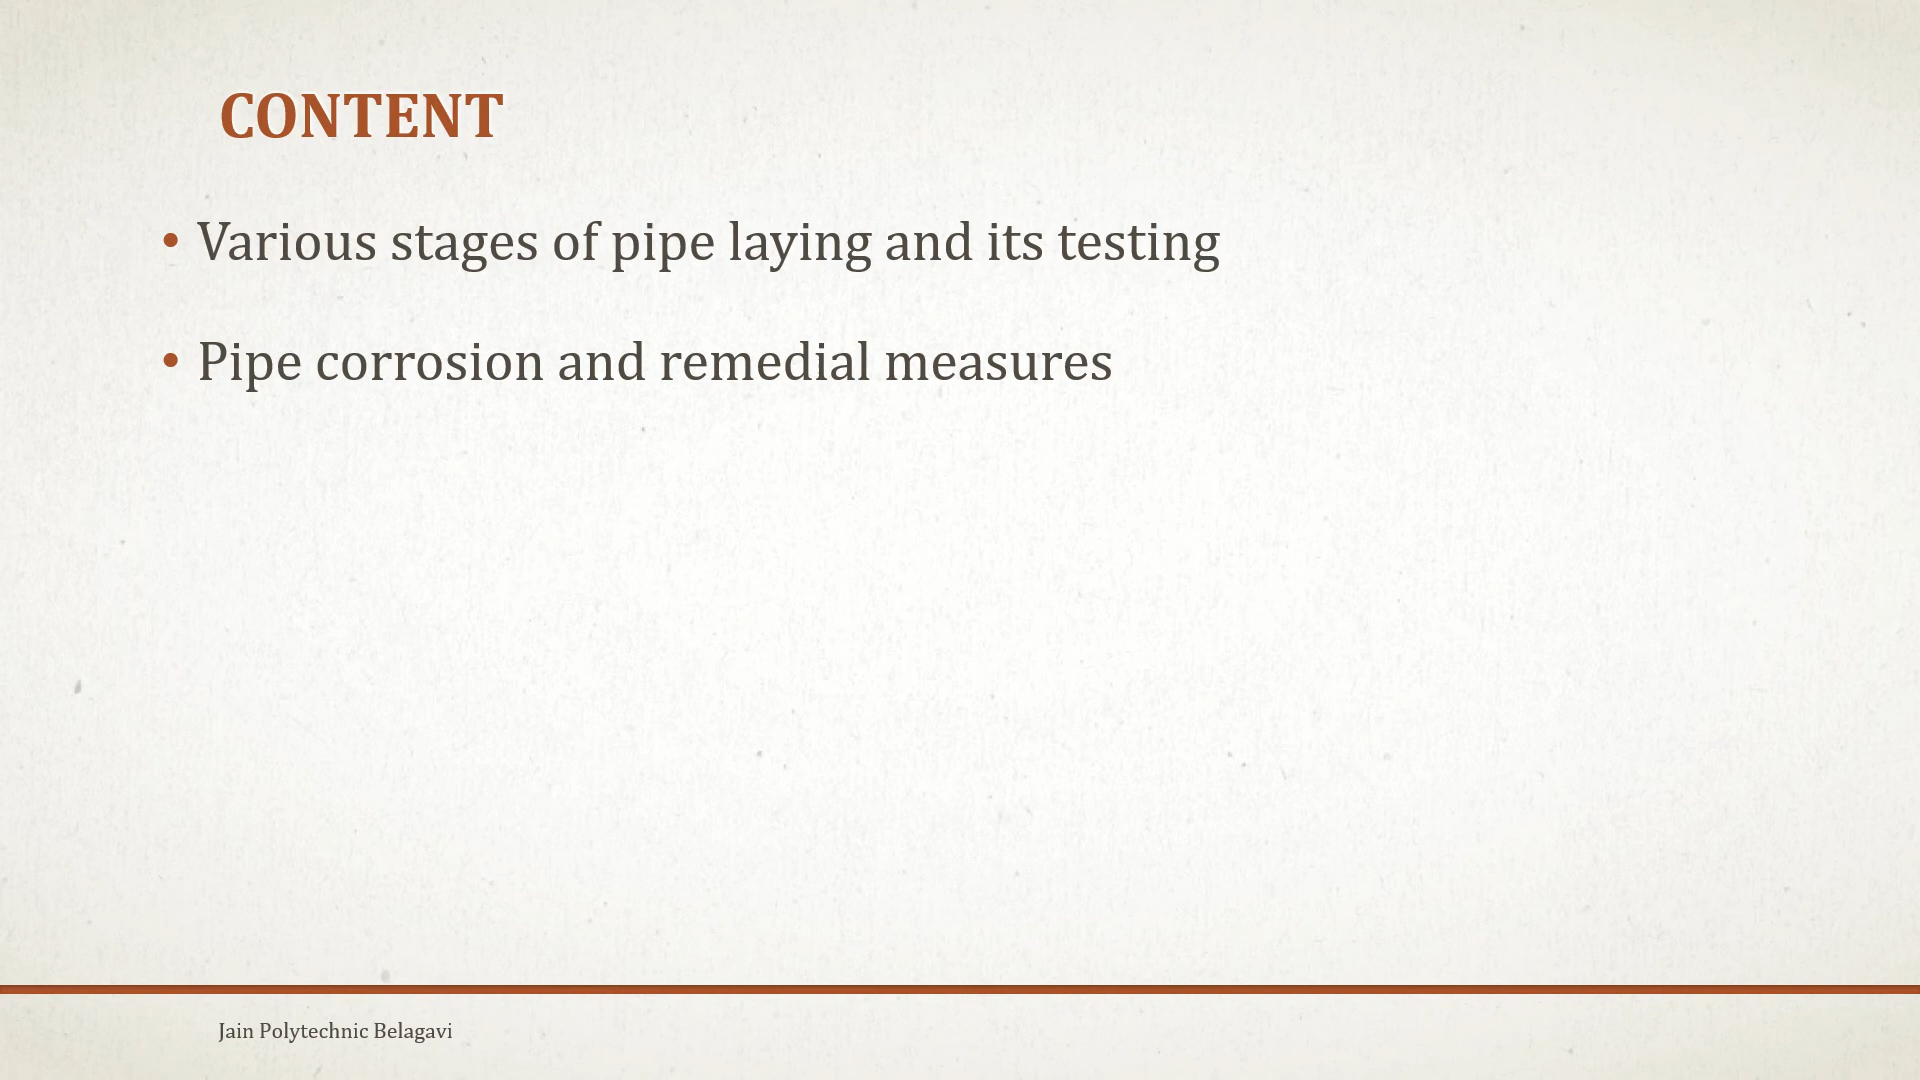 CONTENT
• Various stages of pipe laying and its testing
• Pipe corrosion and remedial measures
Jain Polytechnic Belagavi